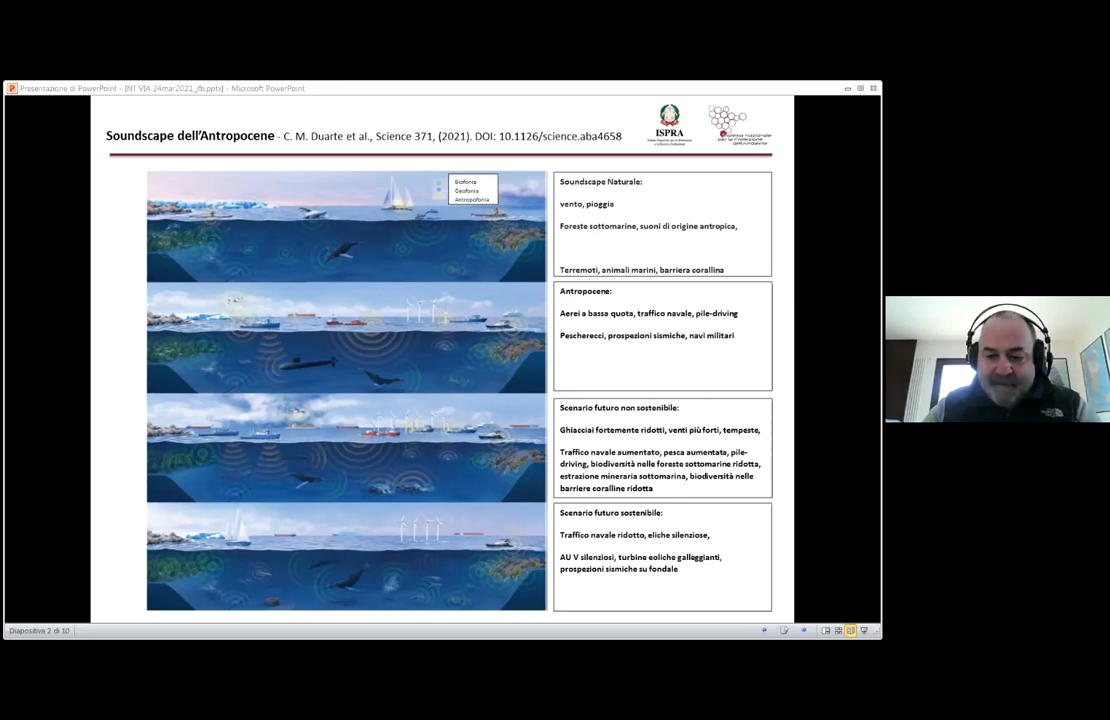 Presentazione di PowerPoint - [NT VIA 24mar2021_jfb.pptx] - Microsoft PowerPoint
Soundscape dell'Antropocene - C. M. Duarte et al., Science 371, (2021). DOI: 10.1126/science.aba4658
ISPRA
Biofonia
Geofonia
Antropofonia
Soundscape Naturale:
vento, pioggia
Foreste sottomarine, suoni di origine antropica,
Terremoti, animali marini, barriera corallina
Antropocene:
Aerei a bassa quota, traffico navale, pile-driving
Pescherecci, prospezioni sismiche, navi militari
Scenario futuro non sostenibile:
Ghiacciai fortemente ridotti, venti più forti, tempeste,
Traffico navale aumentato, pesca aumentata, pile-
driving, biodiversità nelle foreste sottomarine ridotta,
estrazione mineraria sottomarina, biodiversità nelle
barriere coralline ridotta
Scenario futuro sostenibile:
Traffico navale ridotto, eliche silenziose,
AU V silenziosi, turbine eoliche galleggianti,
prospezioni sismiche su fondale
Diapositiva 2 di 10